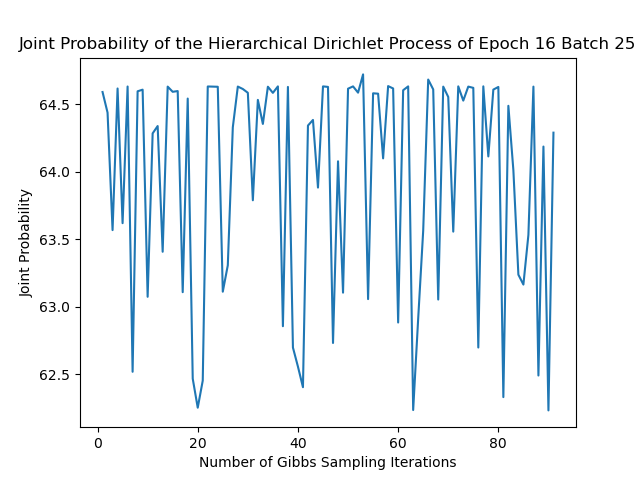 Joint Probability of the Hierarchical Dirichlet Process of Epoch 16 Batch 25
64.5
64.0
63.5
63.0
62.5
Joint Probability
0 20 40 60 80
Number of Gibbs Sampling Iterations